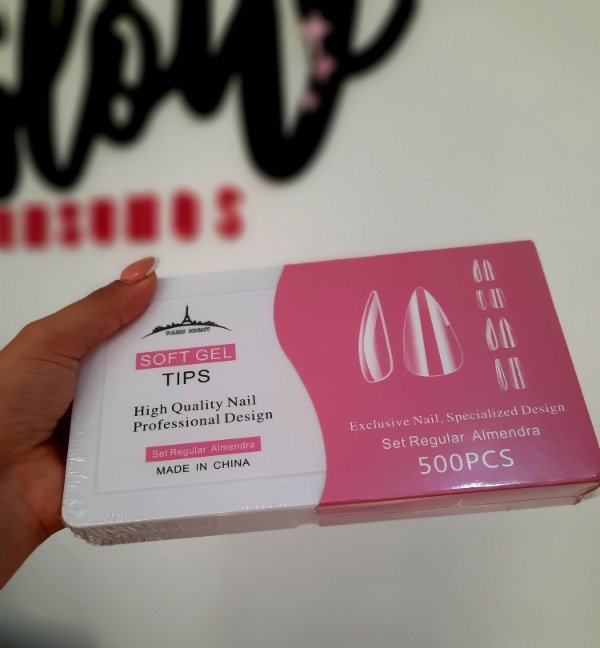 PARIS NIGHT
SOFT GEL
TIPS
High Quality Nail
Professional Design
Set Regular Almendra
MADE IN CHINA
Exclusive Nail, Specialized Design
Set Regular Almendra
500PCS